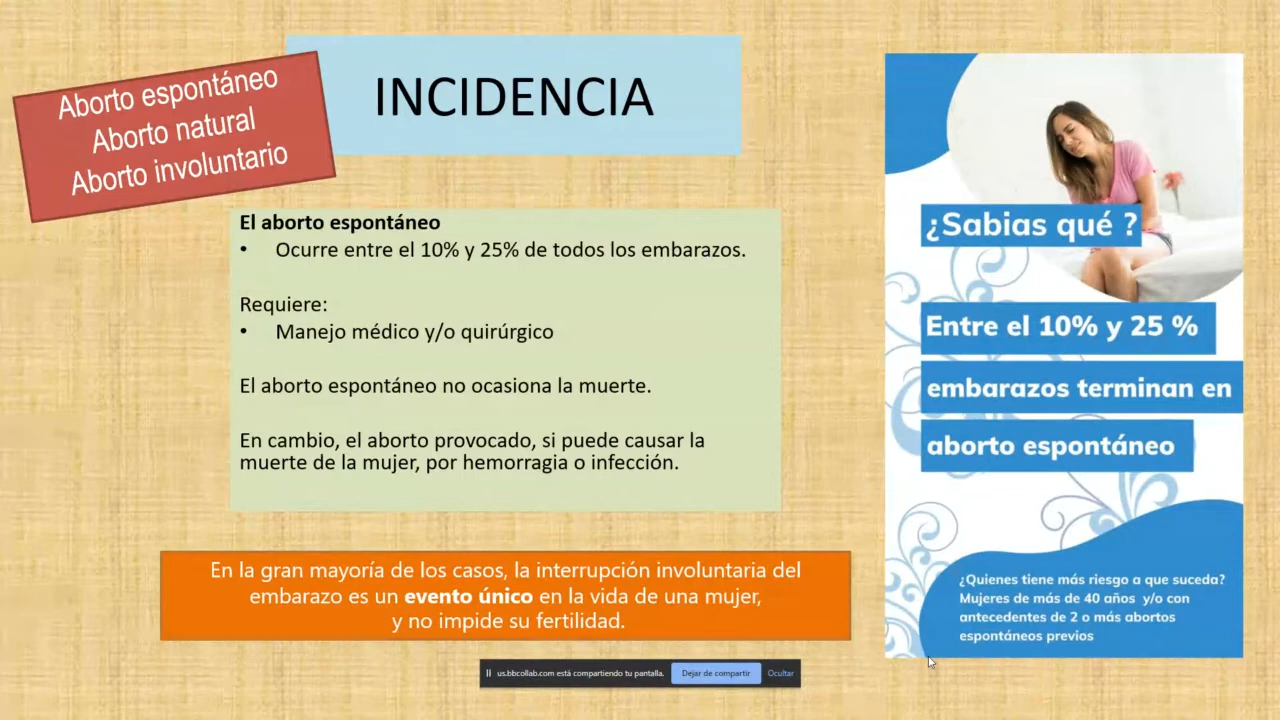 Aborto espontáneo
Aborto natural
Aborto involuntario
INCIDENCIA
El aborto espontáneo
• Ocurre entre el 10% y 25% de todos los embarazos.
Requiere:
• Manejo médico y/o quirúrgico
El aborto espontáneo no ocasiona la muerte.
En cambio, el aborto provocado, si puede causar la
muerte de la mujer, por hemorragia o infección.
En la gran mayoría de los casos, la interrupción involuntaria del
embarazo es un evento único en la vida de una mujer,
y no impide su fertilidad.
¿Sabias qué ?
Entre el 10% y 25 %
embarazos terminan en
aborto espontáneo
¿Quienes tiene más riesgo a que suceda?
Mujeres de más de 40 años y/o con
antecedentes de 2 o más abortos
espontáneos previos
us.bbcollab.com está compartiendo tu pantalla. Dejar de compartir Ocultar